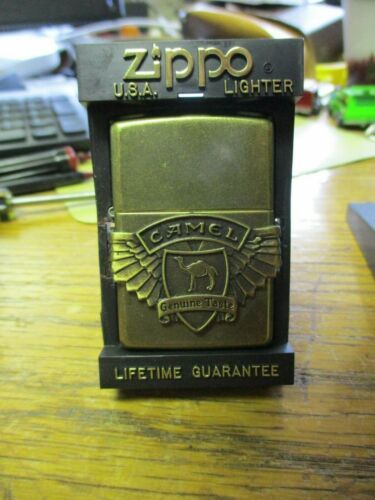 zippo ®
U.S.A. LIGHTER
CAMEL
Genuine Taste
LIFETIME GUARANTEE